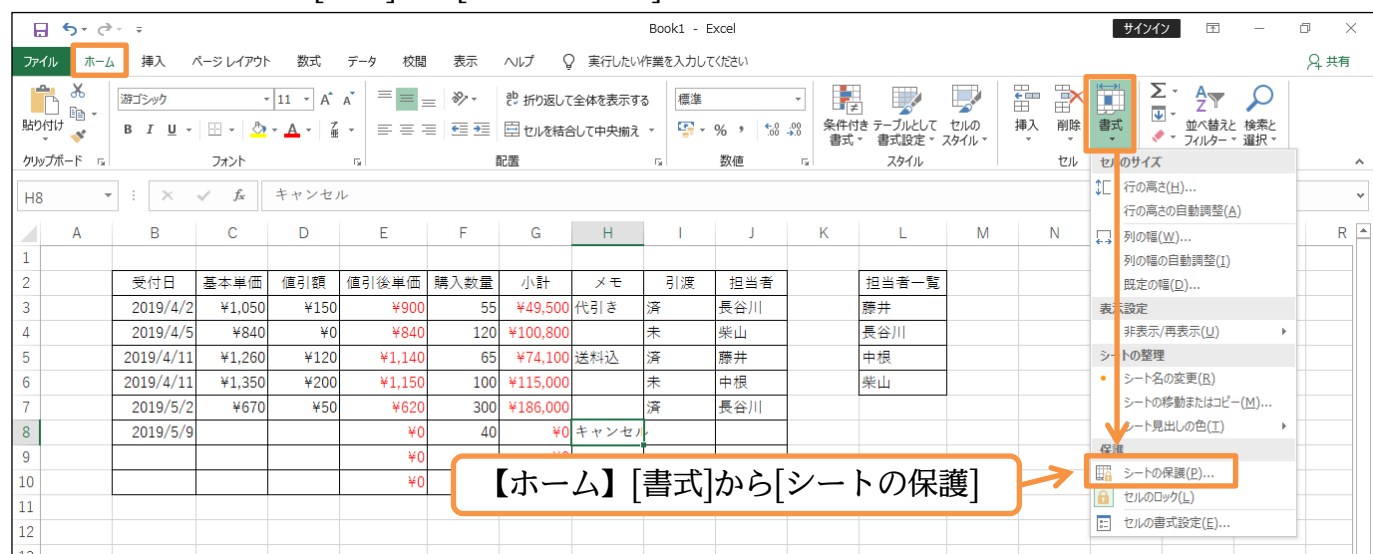 Book1 - Excel
サインイン
ファイル ホーム 挿入 ページ レイアウト 数式 データ 校閲 表示 ヘルプ 実行したい作業を入力してください 共有
貼り付け
游ゴシック 11
折り返して全体を表示する
標準
B I U
セルを結合して中央揃え
条件付き書式 テーブルとして書式設定 セルのスタイル
挿入 削除 書式
並べ替えとフィルター 検索と選択
クリップボード フォント 配置 数値 スタイル セル
H8 fx キャンセル
A B C D E F G H I J K L M N R
1
2 受付日 基本単価 値引額 値引後単価 購入数量 小計 メモ 引渡 担当者 担当者一覧
3 2019/4/2 ¥1,050 ¥150 ¥900 55 ¥49,500 代引き 済 長谷川 藤井
4 2019/4/5 ¥840 ¥0 ¥840 120 ¥100,800 未 柴山 長谷川
5 2019/4/11 ¥1,260 ¥120 ¥1,140 65 ¥74,100 送料込 済 藤井 中根
6 2019/4/11 ¥1,350 ¥200 ¥1,150 100 ¥115,000 未 中根 柴山
7 2019/5/2 ¥670 ¥50 ¥620 300 ¥186,000 済 長谷川
8 2019/5/9 ¥0 40 ¥0 キャンセル
9 ¥0
10 ¥0
11
12
セルのサイズ
行の高さ(H)...
行の高さの自動調整(A)
列の幅(W)...
列の幅の自動調整(I)
既定の幅(D)...
表示設定
非表示/再表示(U)
シートの整理
シート名の変更(R)
シートの移動またはコピー(M)...
シート見出しの色(T)
保護
シートの保護(P)...
セルのロック(L)
セルの書式設定(E)...
【ホーム】[書式]から[シートの保護]